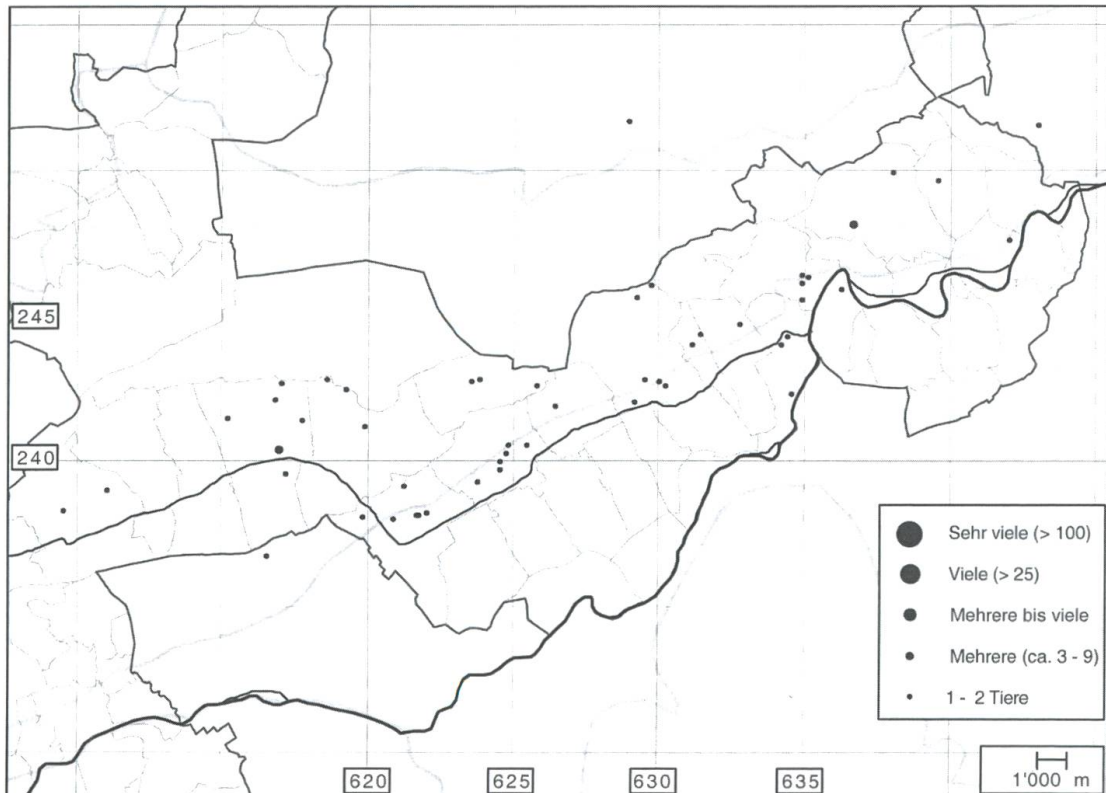 245
240
Sehr viele (> 100)
Viele (> 25)
Mehrere bis viele
Mehrere (ca. 3 - 9)
1 - 2 Tiere
620
625
630
635
1'000 m